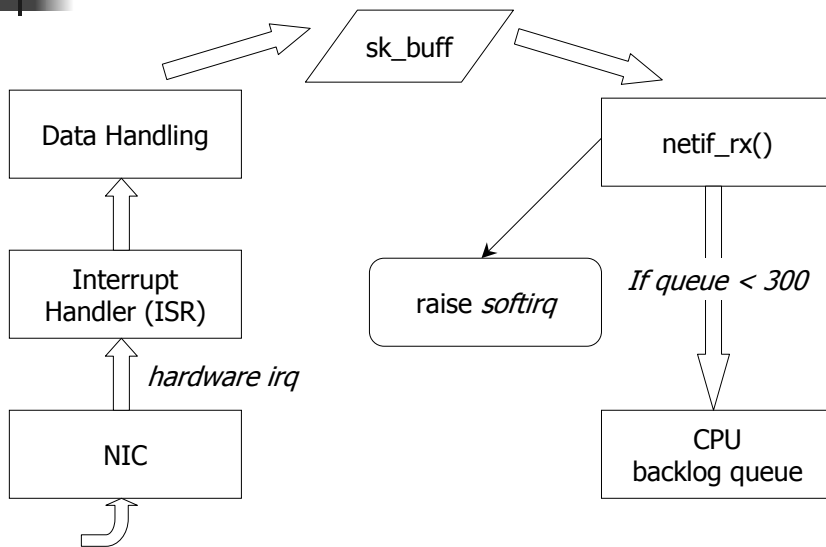 sk_buff
Data Handling
netif_rx()
Interrupt
Handler (ISR)
raise softirq
If queue < 300
hardware irq
NIC
CPU
backlog queue